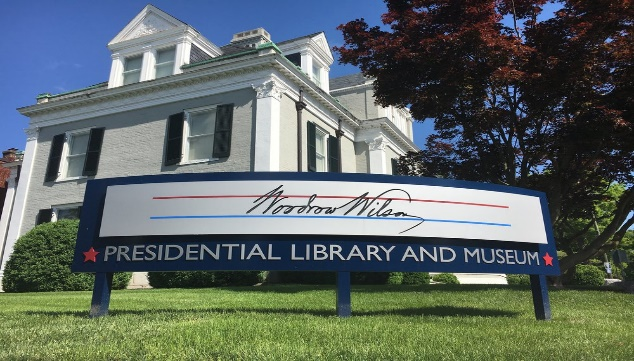 Woodrow Wilson
PRESIDENTIAL LIBRARY AND MUSEUM